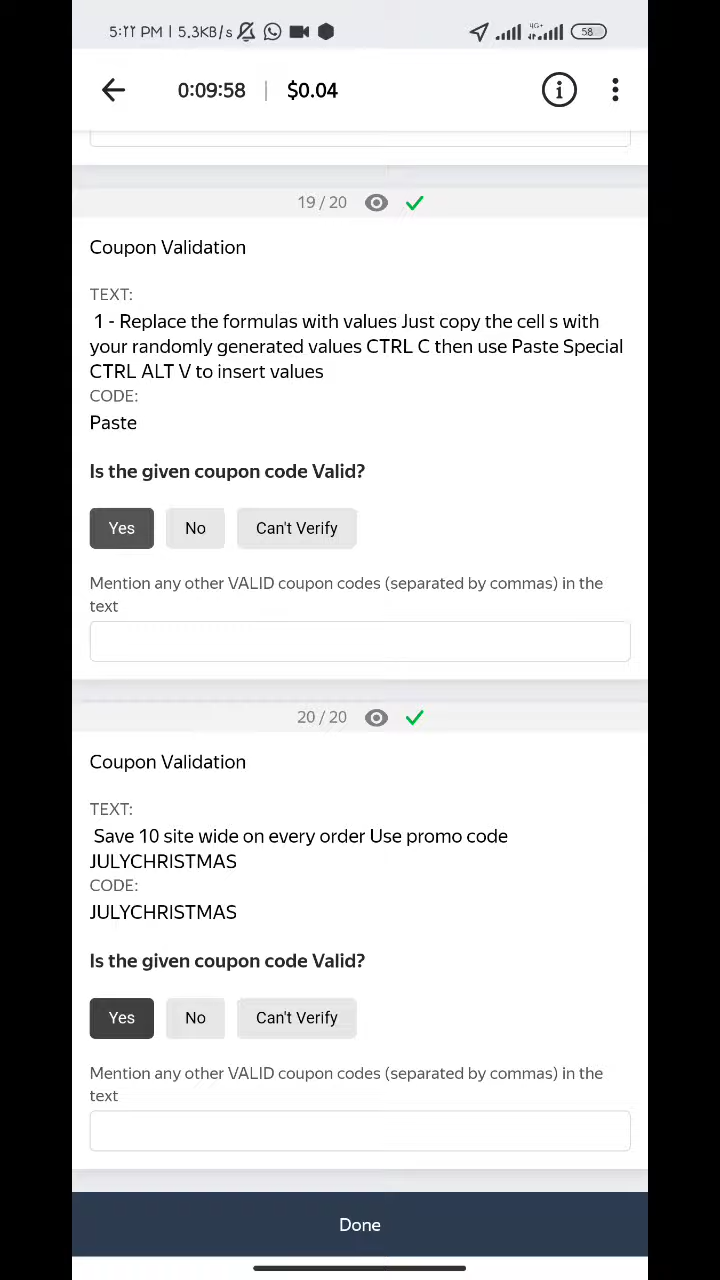 5:22 PM | 5.3KB/s 4G+ 58
0:09:58 | $0.04
19 / 20
Coupon Validation
TEXT:
1 - Replace the formulas with values Just copy the cell s with
your randomly generated values CTRL C then use Paste Special
CTRL ALT V to insert values
CODE:
Paste
Is the given coupon code Valid?
Yes No Can't Verify
Mention any other VALID coupon codes (separated by commas) in the
text
20 / 20
Coupon Validation
TEXT:
Save 10 site wide on every order Use promo code
JULYCHRISTMAS
CODE:
JULYCHRISTMAS
Is the given coupon code Valid?
Yes No Can't Verify
Mention any other VALID coupon codes (separated by commas) in the
text
Done